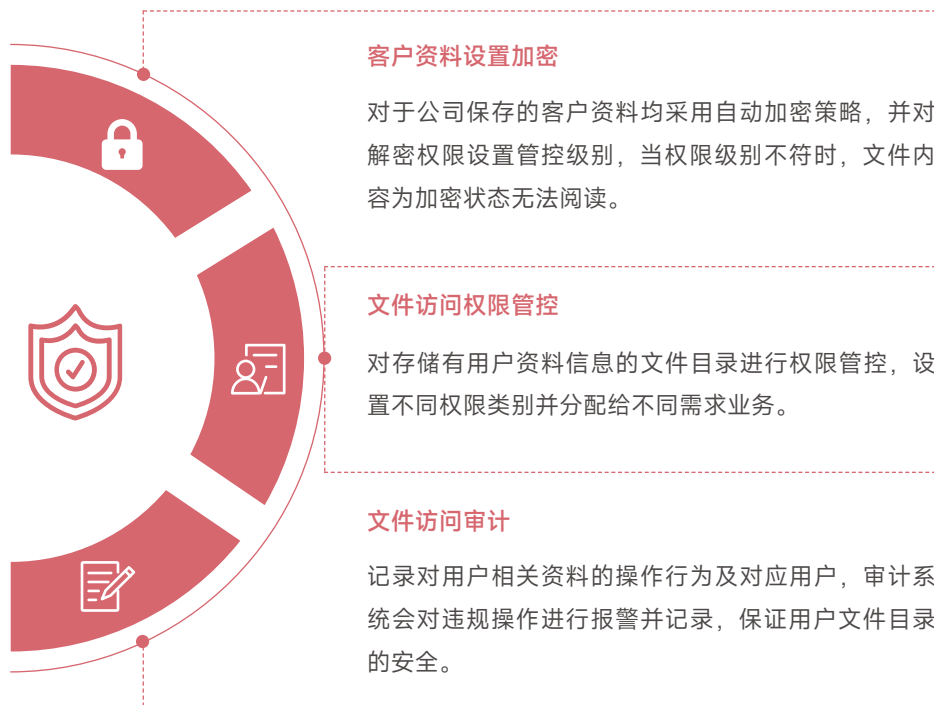 客户资料设置加密
对于公司保存的客户资料均采用自动加密策略，并对
解密权限设置管控级别，当权限级别不符时，文件内
容为加密状态无法阅读。
文件访问权限管控
对存储有用户资料信息的文件目录进行权限管控，设
置不同权限类别并分配给不同需求业务。
文件访问审计
记录对用户相关资料的操作行为及对应用户，审计系
统会对违规操作进行报警并记录，保证用户文件目录
的安全。